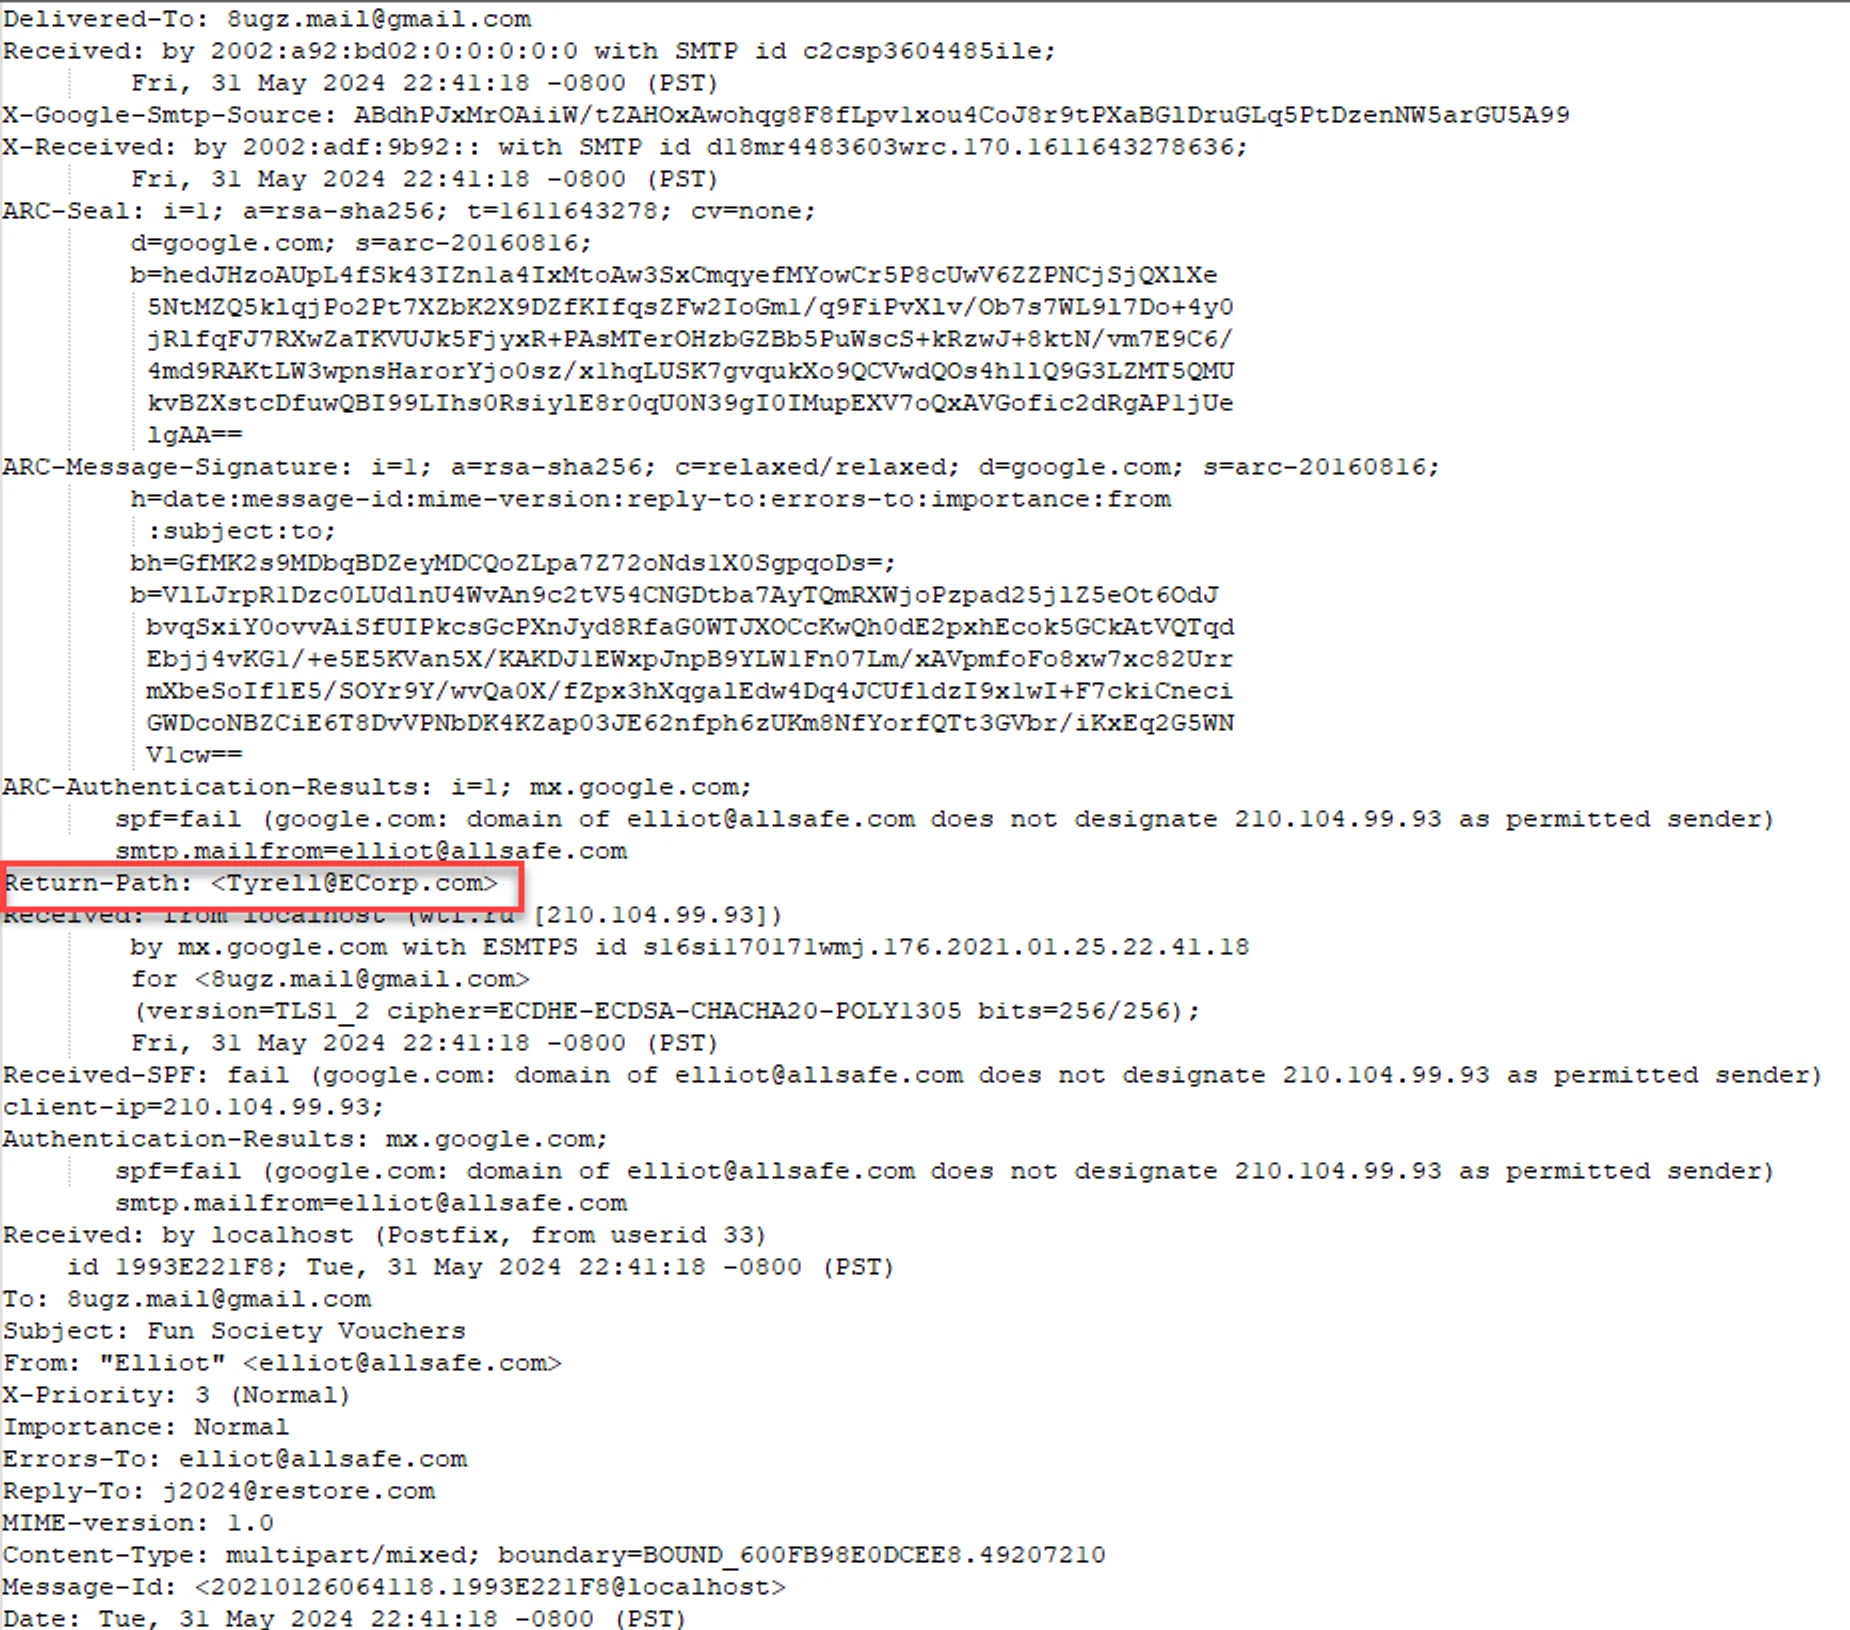 Delivered-To: 8ugz.mail@gmail.com
Received: by 2002:a92:bd02:0:0:0:0:0 with SMTP id c2csp3604485ile;
Fri, 31 May 2024 22:41:18 -0800 (PST)
X-Google-Smtp-Source: ABdhPJxMrOAiiW/tZAHOxAwohqg8F8fLpvlxou4CoJ8r9tPXaBGlDruGLq5PtDzenNW5arGU5A99
X-Received: by 2002:adf:9b92:: with SMTP id d18mr4483603wrc.170.1611643278636;
Fri, 31 May 2024 22:41:18 -0800 (PST)
ARC-Seal: i=1; a=rsa-sha256; t=1611643278; cv=none;
d=google.com; s=arc-20160816;
b=hedJHzoAUpL4fSk43IZnla4IxMtoAw3SxCmqyefMYowCr5P8cUwV6ZZPNCjSjQXlXe
5NtMZQ5klqjPo2Pt7XZbK2X9DZfKIfqsZFw2IoGml/q9FiPvXlv/Ob7s7WL9l7Do+4y0
jRlfqFJ7RXwZaTKVUJk5FjyxR+PAsMTerOHzbGZBb5PuWscS+kRzwJ+8ktN/vm7E9C6/
4md9RAKtLW3wpnsHarorYjo0sz/xlhqLUSK7gvqukXo9QCVwdQOs4hllQ9G3LZMT5QMU
kvBZXstcDfuwQBI99LIhs0RsiylE8r0qU0N39gI0IMupEXV7oQxAVGofic2dRgAPljUe
lgAA==
ARC-Message-Signature: i=1; a=rsa-sha256; c=relaxed/relaxed; d=google.com; s=arc-20160816;
h=date:message-id:mime-version:reply-to:errors-to:importance:from
:subject:to;
bh=GfMK2s9MDbqBDZeyMDCQoZLpa7Z72oNdslX0SgpqoDs=;
b=VlLJrpRlDzc0LUdlnU4WvAn9c2tV54CNGDtba7AyTQmRXWjoPzpad25jlZ5eOt6OdJ
bvqSxiY0ovvAiSfUIPkcsGcPXnJyd8RfaG0WTJXOCcKwQh0dE2pxhEcok5GCkAtVQTqd
Ebjj4vKGl/+e5E5KVan5X/KAKDJlEWxpJnpB9YLWlFn07Lm/xAVpmfoFo8xw7xc82Urr
mXbeSoIflE5/SOYr9Y/wvQa0X/fZpx3hXqgalEdw4Dq4JCUfldzI9xlwI+F7ckiCneci
GWDcoNBZCiE6T8DvVPNbDK4KZap03JE62nfph6zUKm8NfYorfQTt3GVbr/iKxEq2G5WN
Vlcw==
ARC-Authentication-Results: i=1; mx.google.com;
spf=fail (google.com: domain of elliot@allsafe.com does not designate 210.104.99.93 as permitted sender)
smtp.mailfrom=elliot@allsafe.com
Return-Path: <Tyrell@ECorp.com>
Received: from localhost (wtf.ru [210.104.99.93])
by mx.google.com with ESMTPS id s16si170171wmj.176.2021.01.25.22.41.18
for <8ugz.mail@gmail.com>
(version=TLS1_2 cipher=ECDHE-ECDSA-CHACHA20-POLY1305 bits=256/256);
Fri, 31 May 2024 22:41:18 -0800 (PST)
Received-SPF: fail (google.com: domain of elliot@allsafe.com does not designate 210.104.99.93 as permitted sender)
client-ip=210.104.99.93;
Authentication-Results: mx.google.com;
spf=fail (google.com: domain of elliot@allsafe.com does not designate 210.104.99.93 as permitted sender)
smtp.mailfrom=elliot@allsafe.com
Received: by localhost (Postfix, from userid 33)
id 1993E221F8; Tue, 31 May 2024 22:41:18 -0800 (PST)
To: 8ugz.mail@gmail.com
Subject: Fun Society Vouchers
From: "Elliot" <elliot@allsafe.com>
X-Priority: 3 (Normal)
Importance: Normal
Errors-To: elliot@allsafe.com
Reply-To: j2024@restore.com
MIME-version: 1.0
Content-Type: multipart/mixed; boundary=BOUND_600FB98E0DCEE8.49207210
Message-Id: <20210126064118.1993E221F8@localhost>
Date: Tue, 31 May 2024 22:41:18 -0800 (PST)